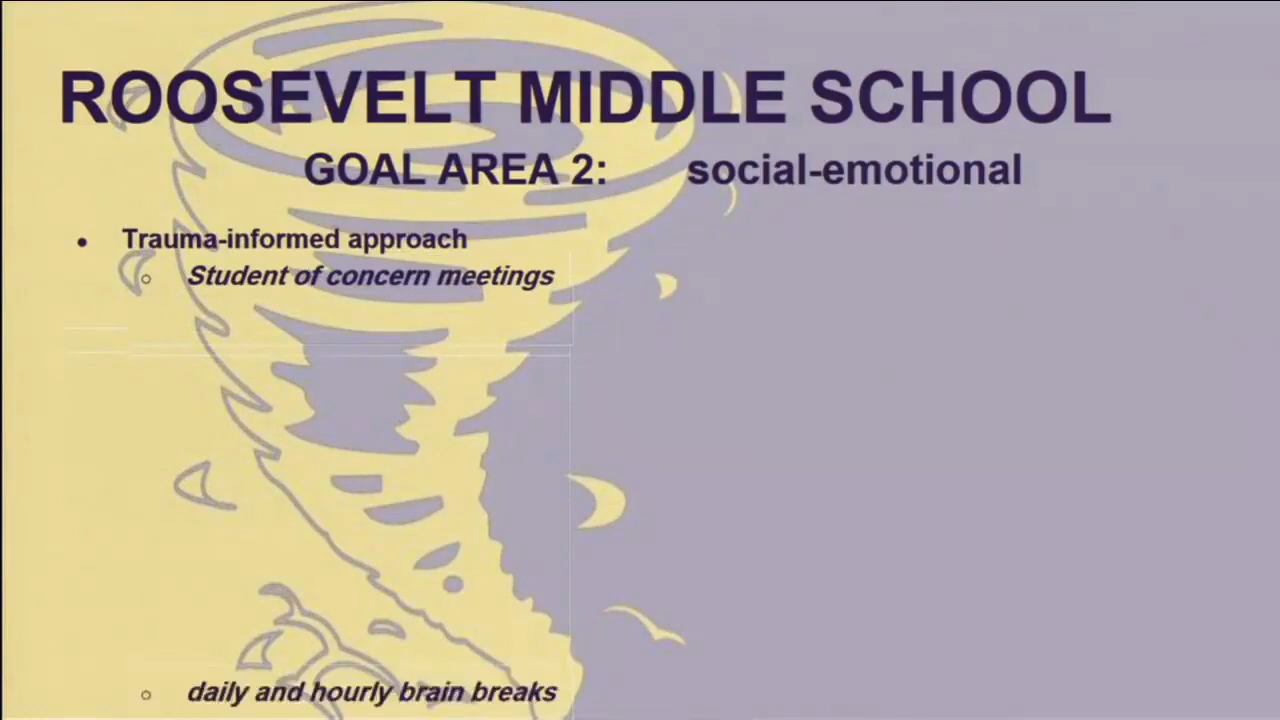 ROOSEVELT MIDDLE SCHOOL
GOAL AREA 2: social-emotional
• Trauma-informed approach
○ Student of concern meetings
○ daily and hourly brain breaks